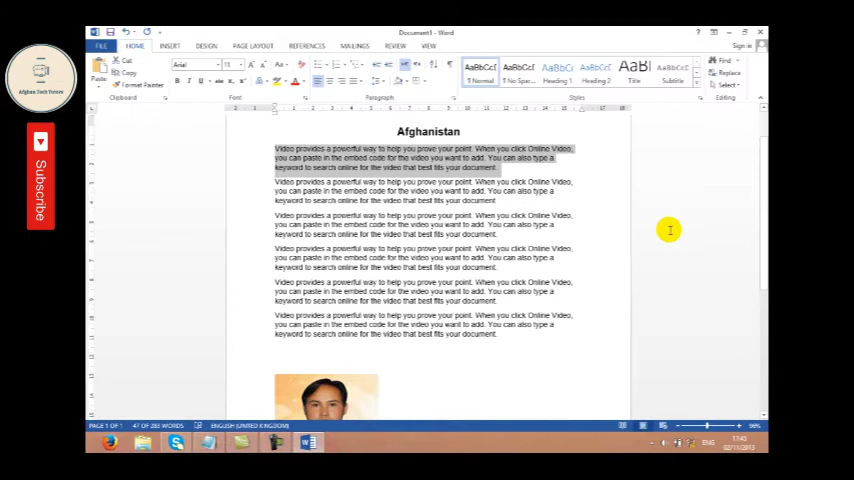 Document1 - Word
Sign in
FILE HOME INSERT DESIGN PAGE LAYOUT REFERENCES MAILINGS REVIEW VIEW
Cut
Copy
Format Painter
Paste
Arial 11
Clipboard Font Paragraph Styles Editing
AaBbCcI AaBbCcI AaBbC AaBbCc AaBI AaBbCcI
¶ Normal ¶ No Spac... Heading 1 Heading 2 Title Subtitle
Find
Replace
Select
Afghan Tech Tutors
Subscribe
Afghanistan
Video provides a powerful way to help you prove your point. When you click Online Video,
you can paste in the embed code for the video you want to add. You can also type a
keyword to search online for the video that best fits your document.
Video provides a powerful way to help you prove your point. When you click Online Video,
you can paste in the embed code for the video you want to add. You can also type a
keyword to search online for the video that best fits your document
Video provides a powerful way to help you prove your point. When you click Online Video,
you can paste in the embed code for the video you want to add. You can also type a
keyword to search online for the video that best fits your document.
Video provides a powerful way to help you prove your point. When you click Online Video,
you can paste in the embed code for the video you want to add. You can also type a
keyword to search online for the video that best fits your document.
Video provides a powerful way to help you prove your point. When you click Online Video,
you can paste in the embed code for the video you want to add. You can also type a
keyword to search online for the video that best fits your document.
Video provides a powerful way to help you prove your point. When you click Online Video,
you can paste in the embed code for the video you want to add. You can also type a
keyword to search online for the video that best fits your document.
PAGE 1 OF 1 47 OF 283 WORDS ENGLISH (UNITED KINGDOM) 96%
ENG
17:45
02/11/2013